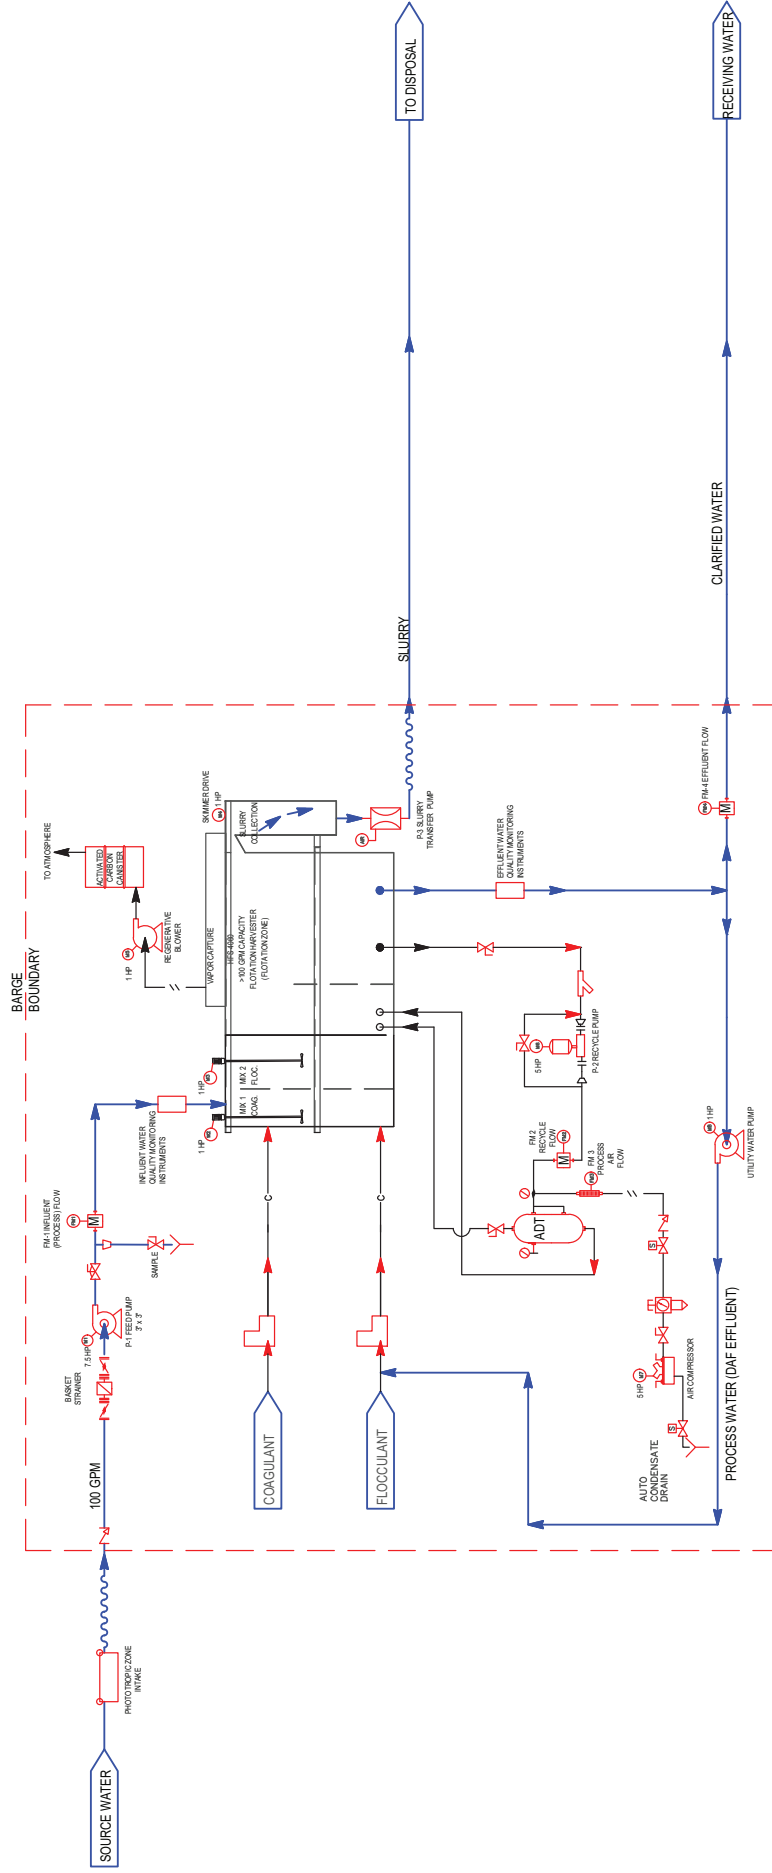 SOURCE WATER
PHOTOTROPIC ZONE
INTAKE
BARGE
BOUNDARY
100 GPM
BASKET
STRAINER
7.5 HP
P-1 FEED PUMP
3" x 3"
FM-1 INFLUENT
(PROCESS) FLOW
M
SAMPLE
INFLUENT WATER
QUALITY MONITORING
INSTRUMENTS
TO ATMOSPHERE
ACTIVATED
CARBON
CANISTER
1 HP
REGENERATIVE
BLOWER
VAPOR CAPTURE
HFS 4000
>100 GPM CAPACITY
FLOTATION HARVESTER
(FLOTATION ZONE)
1 HP
MIX 1
COAG.
1 HP
MIX 2
FLOC.
SKIMMER DRIVE
1 HP
SLURRY
COLLECTION
AIR
P-3 SLURRY
TRANSFER PUMP
SLURRY
TO DISPOSAL
COAGULANT
C
FLOCCULANT
C
EFFLUENT WATER
QUALITY MONITORING
INSTRUMENTS
5 HP
P-2 RECYCLE PUMP
FM 2
RECYCLE
FLOW
M
FM 3
PROCESS
AIR
FLOW
ADT
S
5 HP
AIR COMPRESSOR
S
AUTO
CONDENSATE
DRAIN
PROCESS WATER (DAF EFFLUENT)
1 HP
UTILITY WATER PUMP
FM-4 EFFLUENT FLOW
M
CLARIFIED WATER
RECEIVING WATER